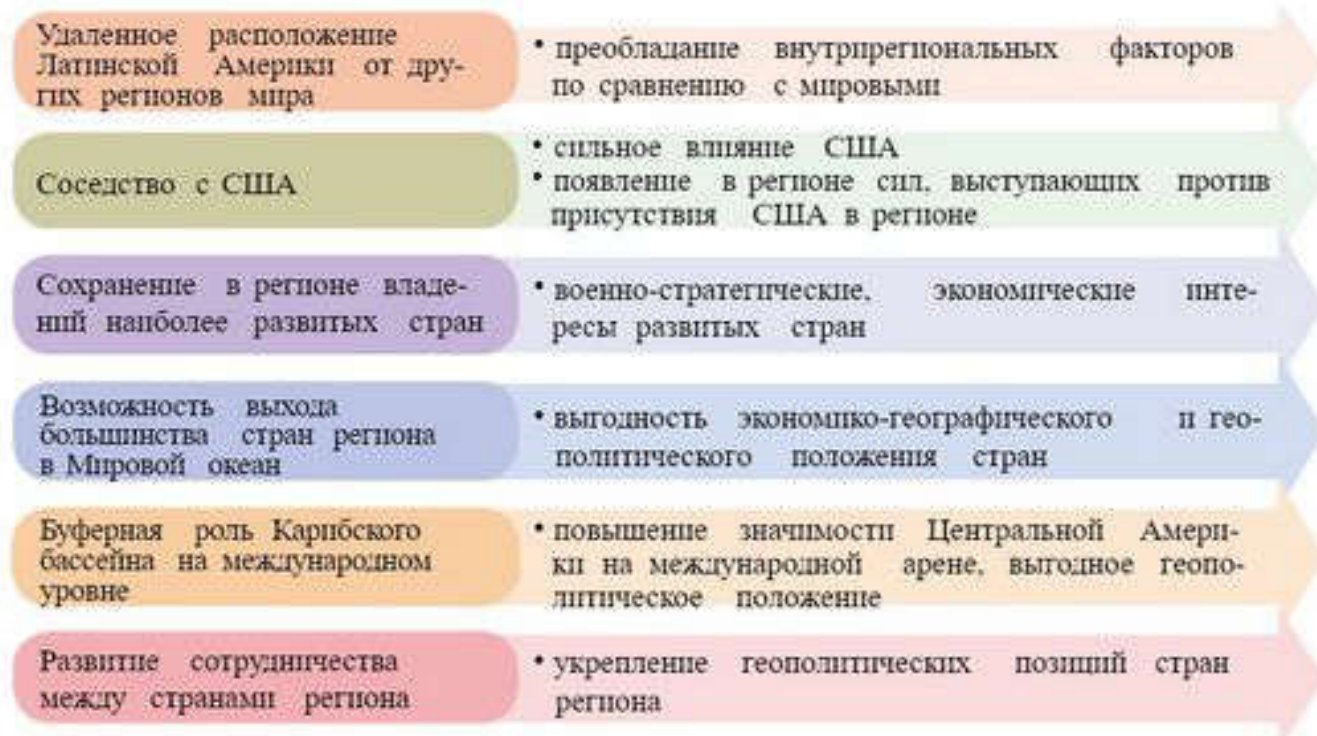 Удаленное расположение
Латинской Америки от дру-
гих регионов мира
• преобладание внутрирегиональных факторов
по сравнению с мировыми
Соседство с США
• сильное влияние США
• появление в регионе сил, выступающих против
присутствия США в регионе
Сохранение в регионе владе-
ний наиболее развитых стран
• военно-стратегические, экономические инте-
ресы развитых стран
Возможность выхода
большинства стран региона
в Мировой океан
• выгодность экономико-географического и гео-
политического положения стран
Буферная роль Карибского
бассейна на международном
уровне
• повышение значимости Центральной Амери-
ки на международной арене, выгодное геопо-
литическое положение
Развитие сотрудничества
между странами региона
• укрепление геополитических позиций стран
региона